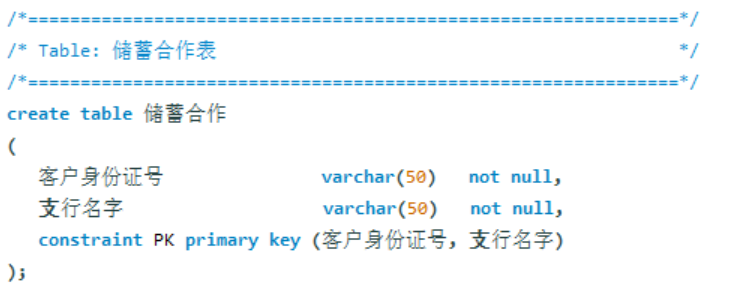 /*==============================================================*/
/* Table: 储蓄合作表                                            */
/*==============================================================*/
create table 储蓄合作
(
   客户身份证号               varchar(50)   not null,
   支行名字                   varchar(50)   not null,
   constraint PK primary key (客户身份证号，支行名字)
);